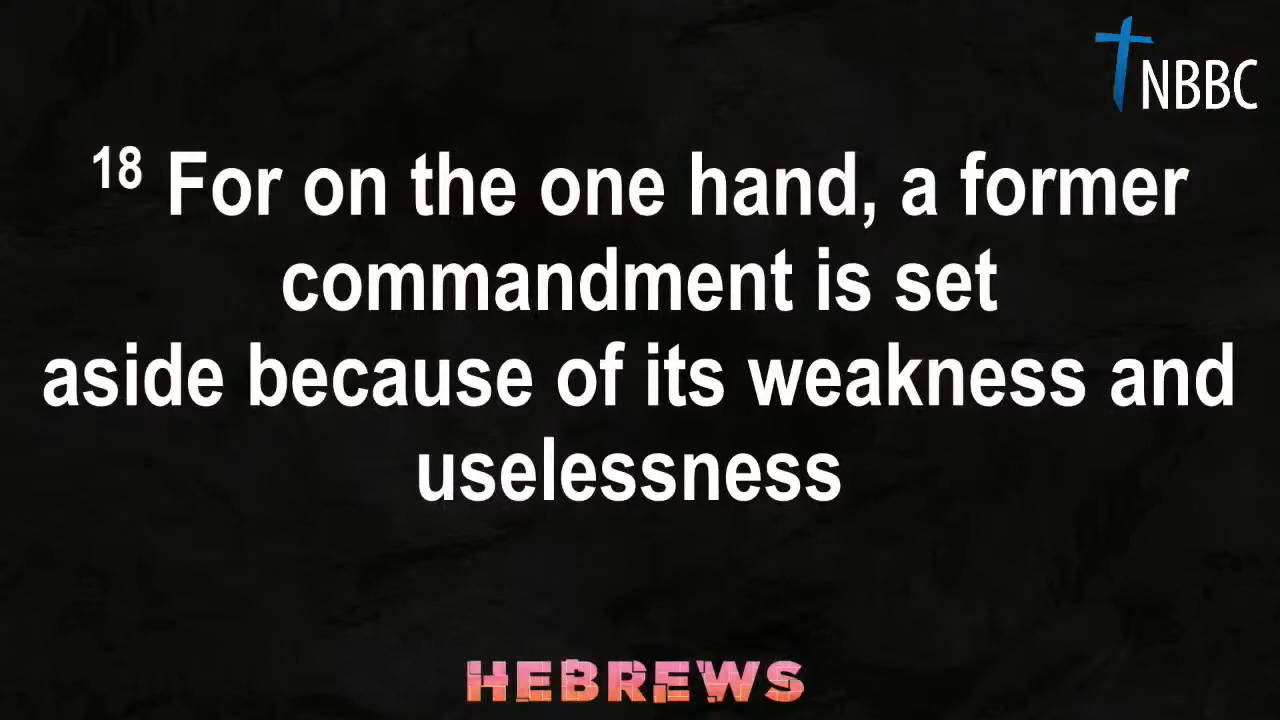 NBBC
18 For on the one hand, a former
commandment is set
aside because of its weakness and
uselessness
HEBREWS